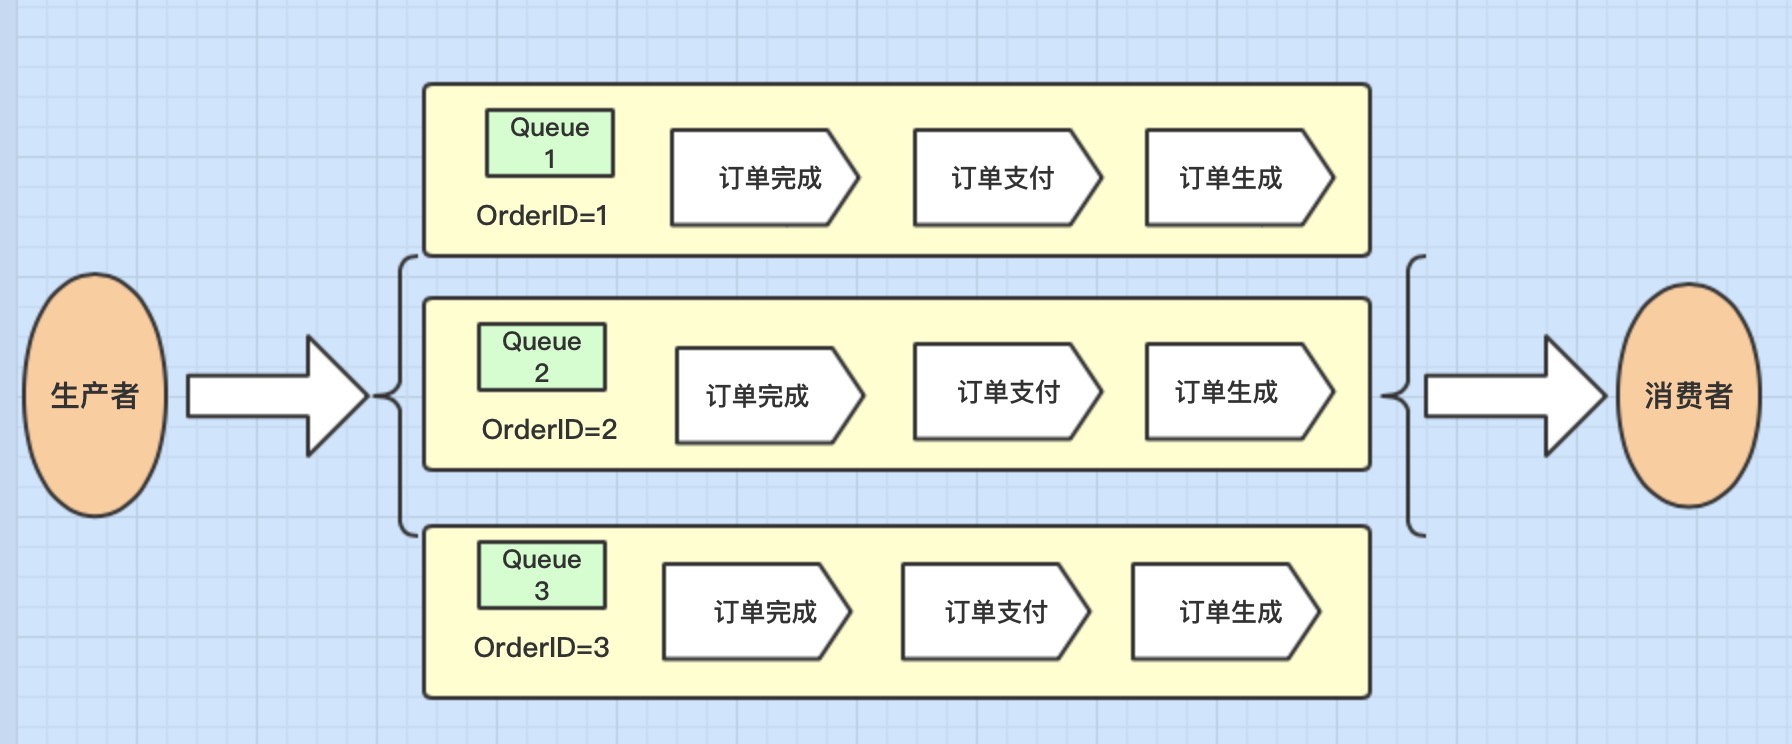 生产者
Queue
1
OrderID=1
订单完成
订单支付
订单生成
Queue
2
OrderID=2
订单完成
订单支付
订单生成
Queue
3
OrderID=3
订单完成
订单支付
订单生成
消费者